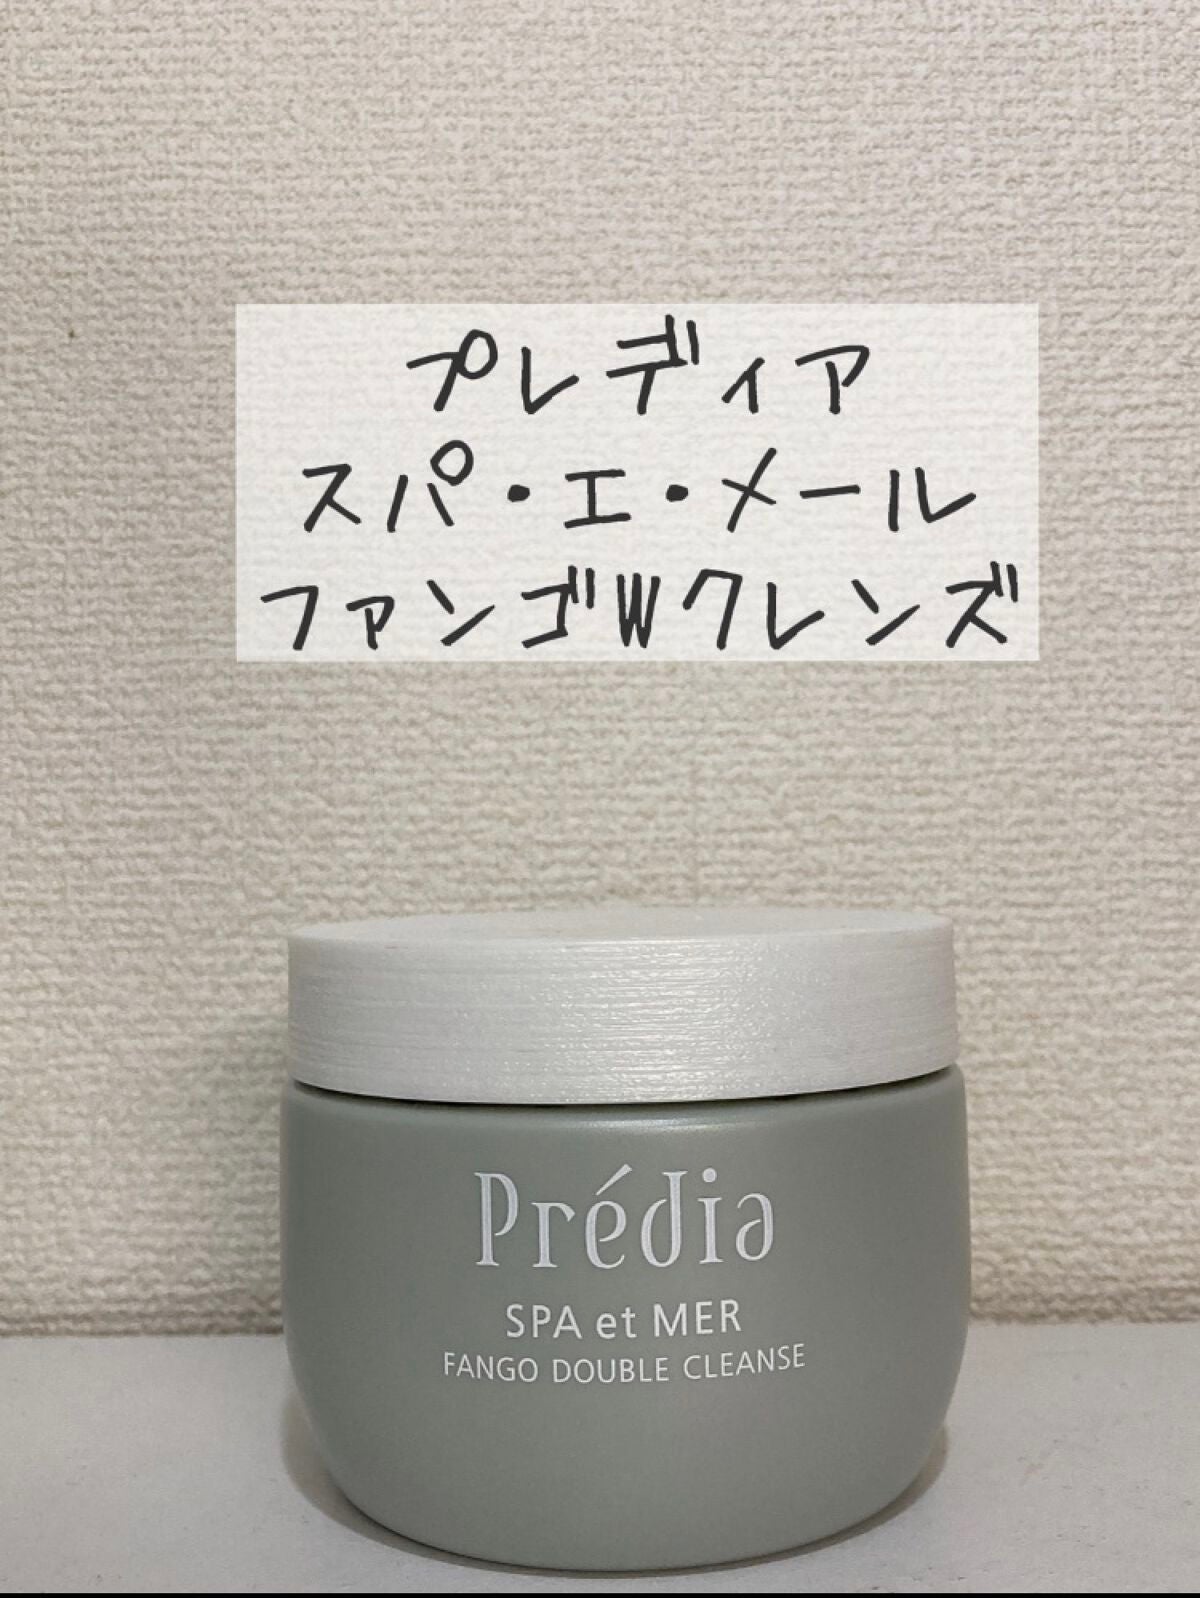 プレディア
スパ・エ・メール
ファンゴWクレンズ
Prédia
SPA et MER
FANGO DOUBLE CLEANSE